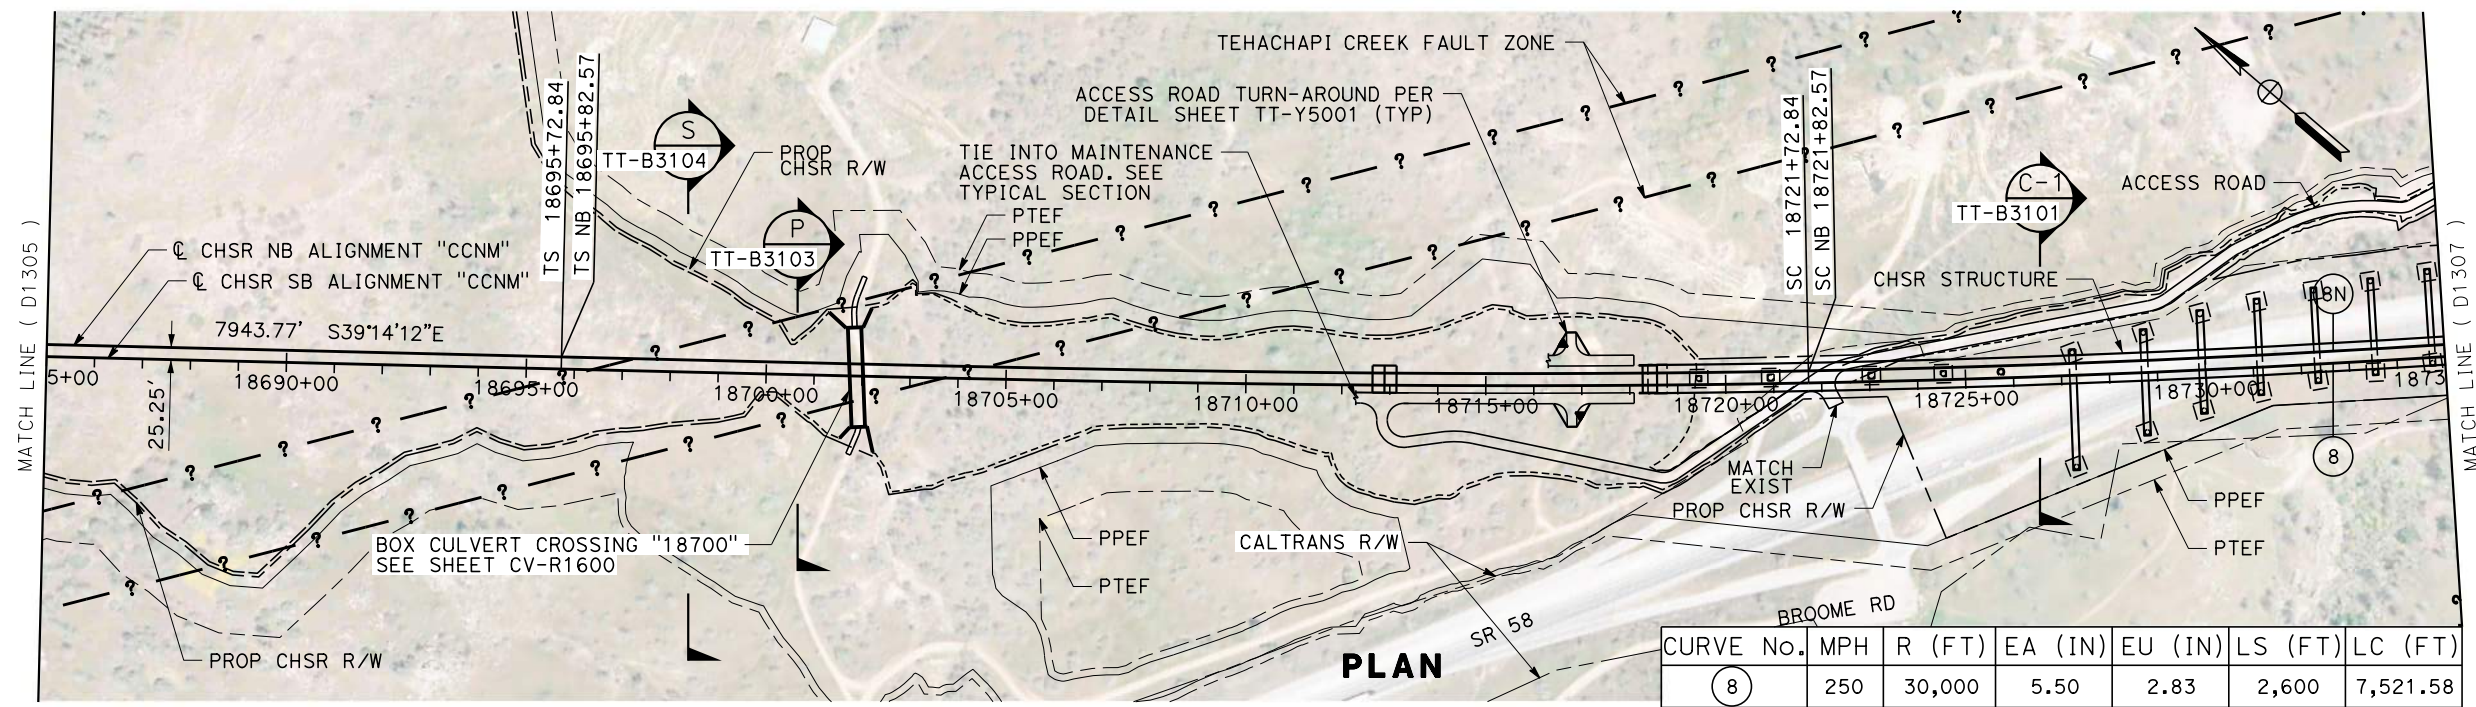 TEHACHAPI CREEK FAULT ZONE
ACCESS ROAD TURN-AROUND PER
DETAIL SHEET TT-Y5001 (TYP)
TS 18695+72.84
TS NB 18695+82.57
SC 18721+72.84
SC NB 18721+82.57
S
TT-B3104
PROP
CHSR R/W
TIE INTO MAINTENANCE
ACCESS ROAD. SEE
TYPICAL SECTION
PTEF
PPEF
P
TT-B3103
C-1
TT-B3101
ACCESS ROAD
CHSR STRUCTURE
18N
MATCH LINE ( D1305 )
MATCH LINE ( D1307 )
℄ CHSR NB ALIGNMENT "CCNM"
℄ CHSR SB ALIGNMENT "CCNM"
7943.77' S39°14'12"E
25.25'
5+00
18690+00
18695+00
18700+00
18705+00
18710+00
18715+00
18720+00
18725+00
18730+00
1873
8
MATCH
EXIST
PROP CHSR R/W
PPEF
PTEF
BOX CULVERT CROSSING "18700"
SEE SHEET CV-R1600
PPEF
PTEF
CALTRANS R/W
SR 58
BROOME RD
PROP CHSR R/W
PLAN
CURVE No. MPH R (FT) EA (IN) EU (IN) LS (FT) LC (FT)
8 250 30,000 5.50 2.83 2,600 7,521.58